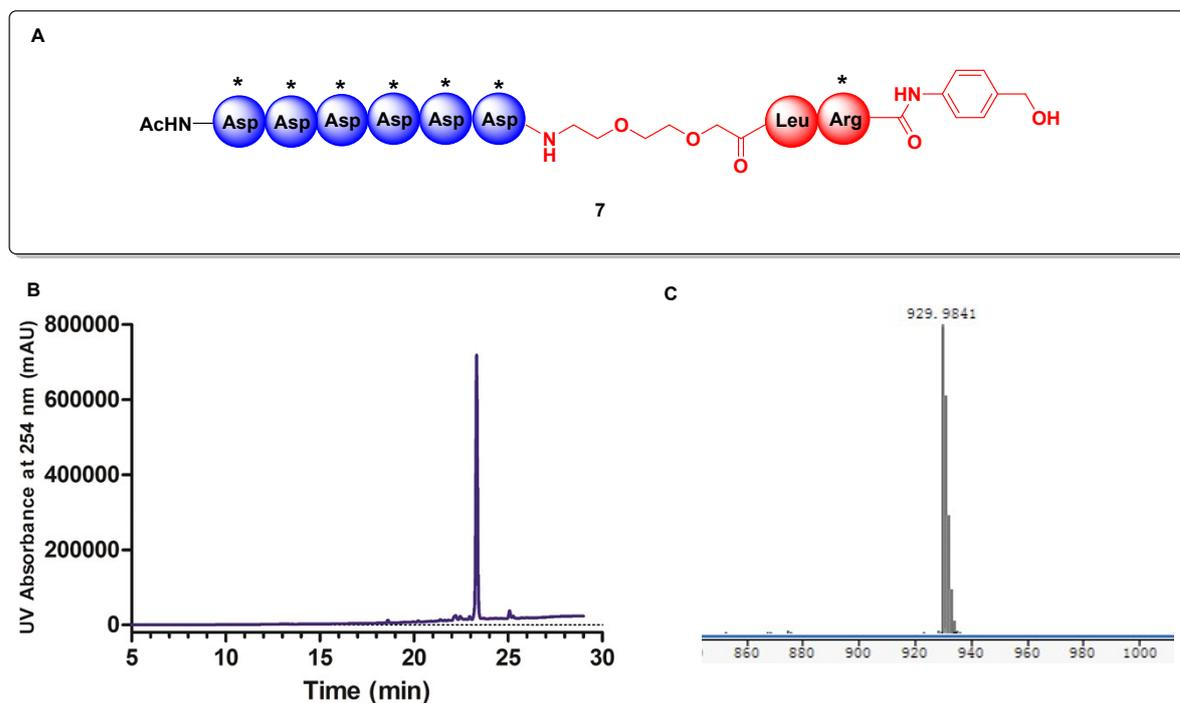 A
* * * * * * *
AcHN Asp Asp Asp Asp Asp Asp N H O O O Leu Arg HN O OH
7
B
C
UV Absorbance at 254 nm (mAU)
800000
600000
400000
200000
0
5 10 15 20 25 30
Time (min)
929.9841
860 880 900 920 940 960 980 1000